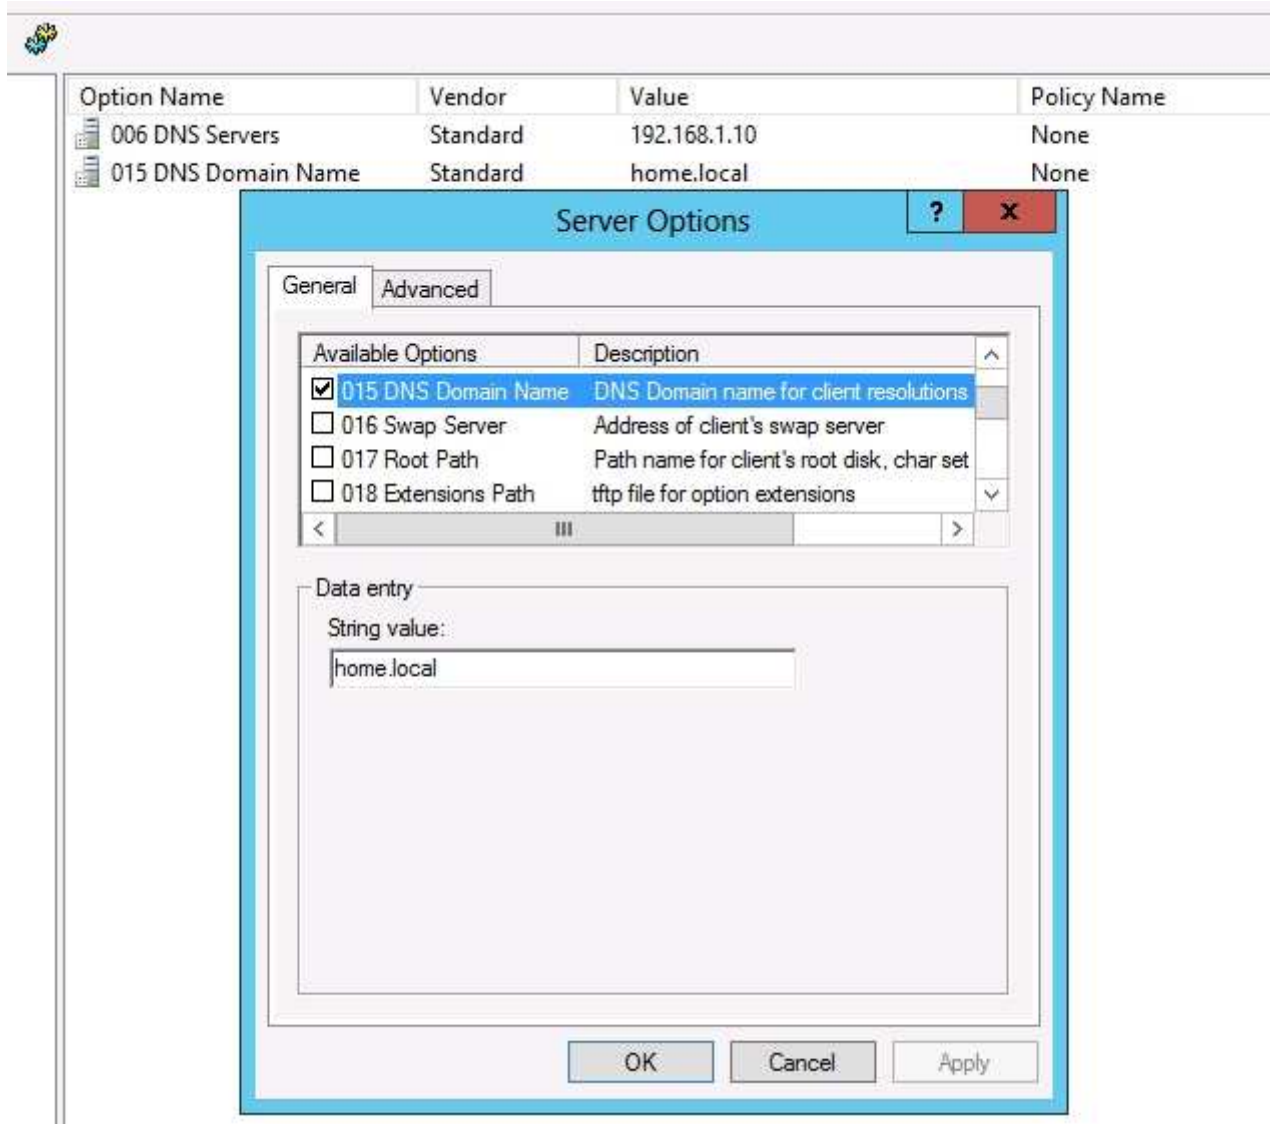 Option Name Vendor Value Policy Name
006 DNS Servers Standard 192.168.1.10 None
015 DNS Domain Name Standard home.local None
Server Options ? x
General Advanced
Available Options Description
015 DNS Domain Name DNS Domain name for client resolutions
016 Swap Server Address of client's swap server
017 Root Path Path name for client's root disk, char set
018 Extensions Path tftp file for option extensions
Data entry
String value:
home.local
OK Cancel Apply